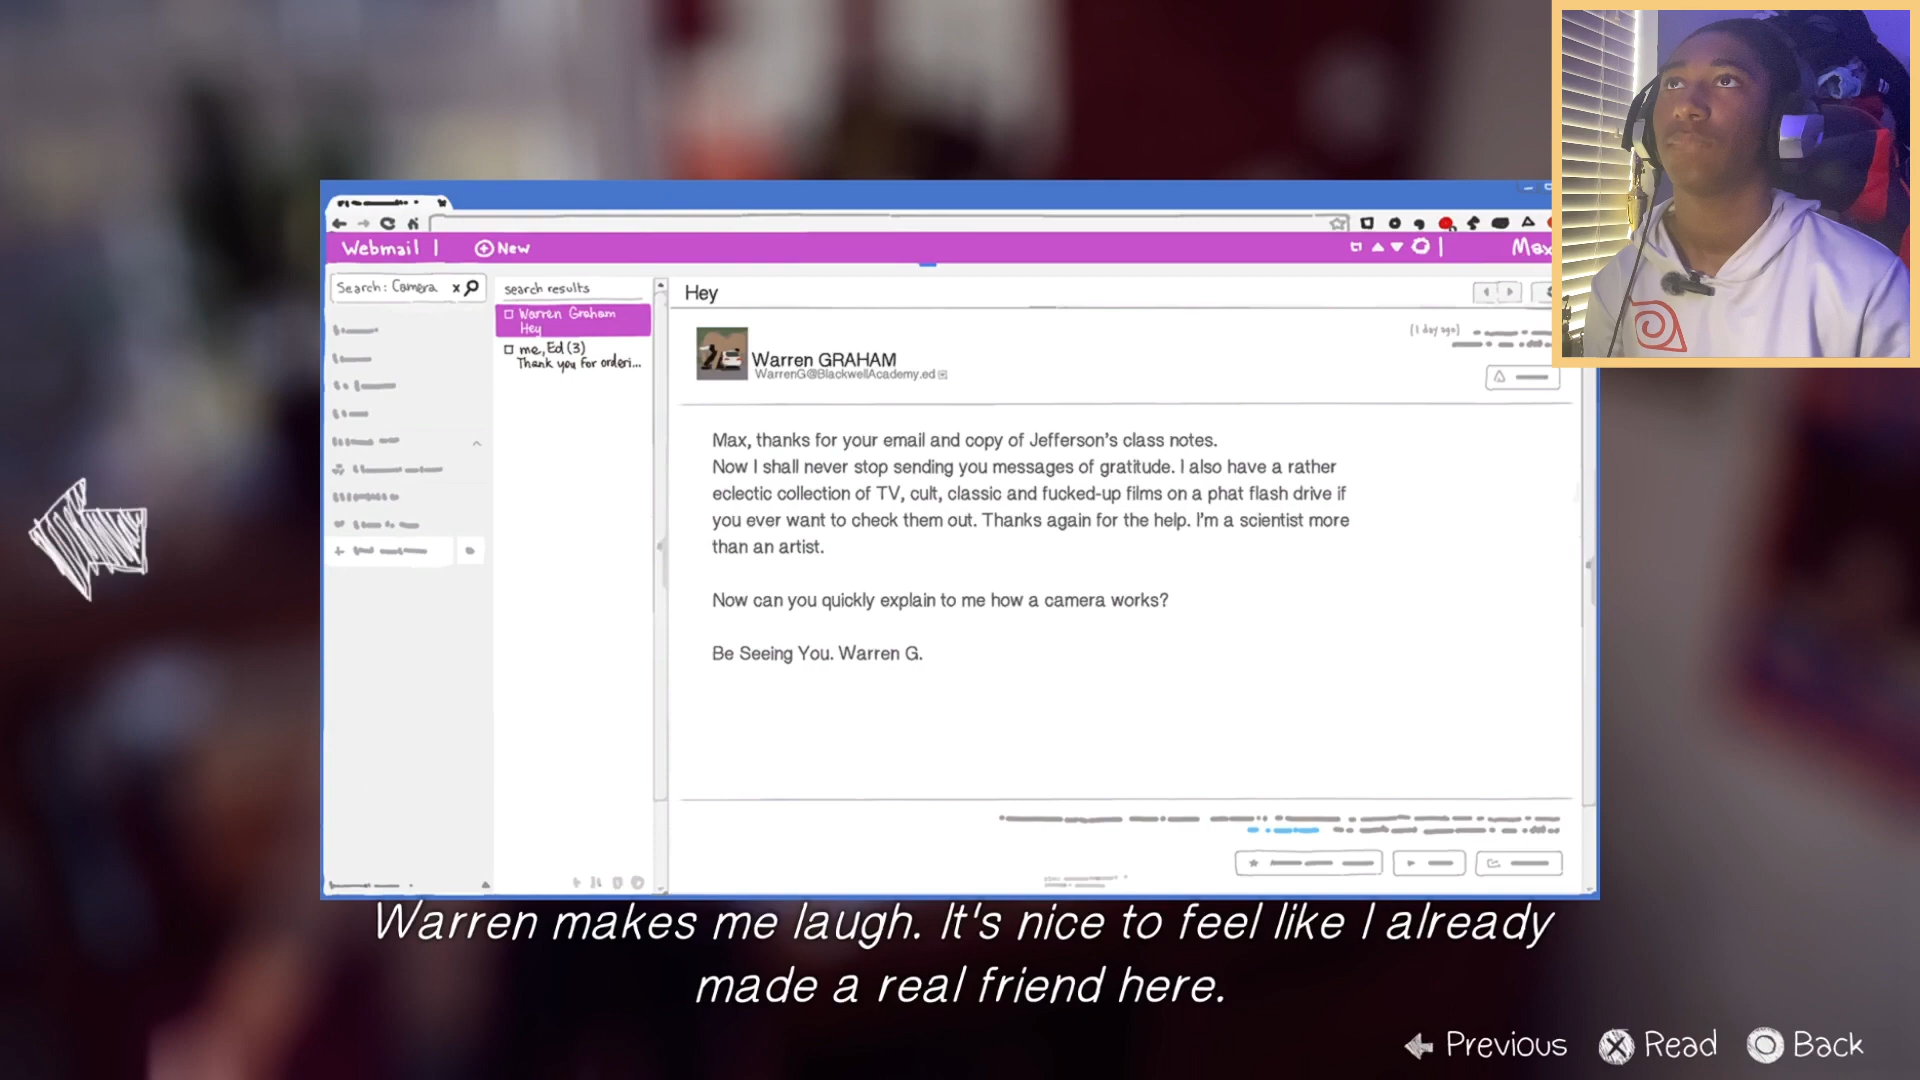 Webmail |
New
Max
Search: Camera x
search results
Warren Graham
Hey
me, Ed (3)
Thank you for orderi...
Hey
(1 day ago)
Warren GRAHAM
WarrenG@BlackwellAcademy.ed
Max, thanks for your email and copy of Jefferson's class notes.
Now I shall never stop sending you messages of gratitude. I also have a rather
eclectic collection of TV, cult, classic and fucked-up films on a phat flash drive if
you ever want to check them out. Thanks again for the help. I'm a scientist more
than an artist.
Now can you quickly explain to me how a camera works?
Be Seeing You. Warren G.
Warren makes me laugh. It's nice to feel like I already
made a real friend here.
Previous
Read
Back